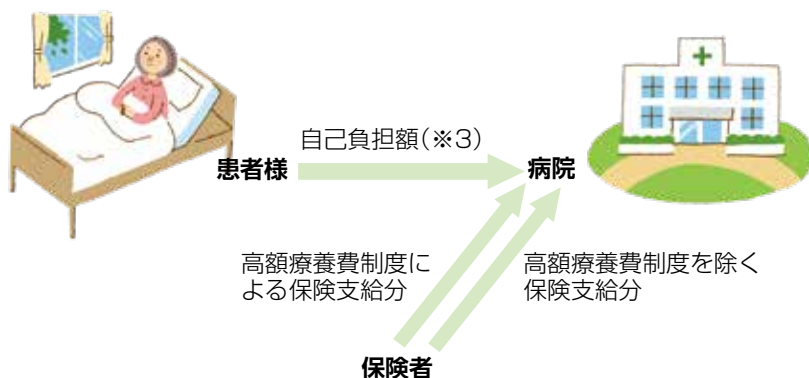 自己負担額(※3)
患者様
病院
高額療養費制度に
よる保険支給分
高額療養費制度を除く
保険支給分
保険者